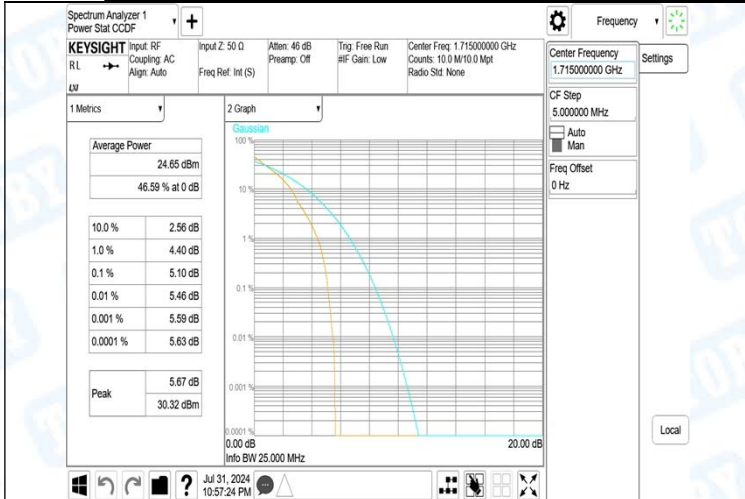 Spectrum Analyzer 1
Power Stat CCDF
Frequency
KEYSIGHT
RL
LXI
Input: RF
Coupling: AC
Align: Auto
Input Z: 50 Ω
Freq Ref: Int (S)
Atten: 46 dB
Preamp: Off
Trig: Free Run
#IF Gain: Low
Center Freq: 1.715000000 GHz
Counts: 10.0 M/10.0 Mpt
Radio Std: None
Center Frequency
1.715000000 GHz
Settings
CF Step
5.000000 MHz
Auto
Man
Freq Offset
0 Hz
1 Metrics
Average Power
24.65 dBm
46.59 % at 0 dB
10.0 % 2.56 dB
1.0 % 4.40 dB
0.1 % 5.10 dB
0.01 % 5.46 dB
0.001 % 5.59 dB
0.0001 % 5.63 dB
Peak
5.67 dB
30.32 dBm
2 Graph
Gaussian
100 %
10 %
1 %
0.1 %
0.01 %
0.001 %
0.0001 %
0.00 dB
20.00 dB
Info BW 25.000 MHz
Local
?
Jul 31, 2024
10:57:24 PM